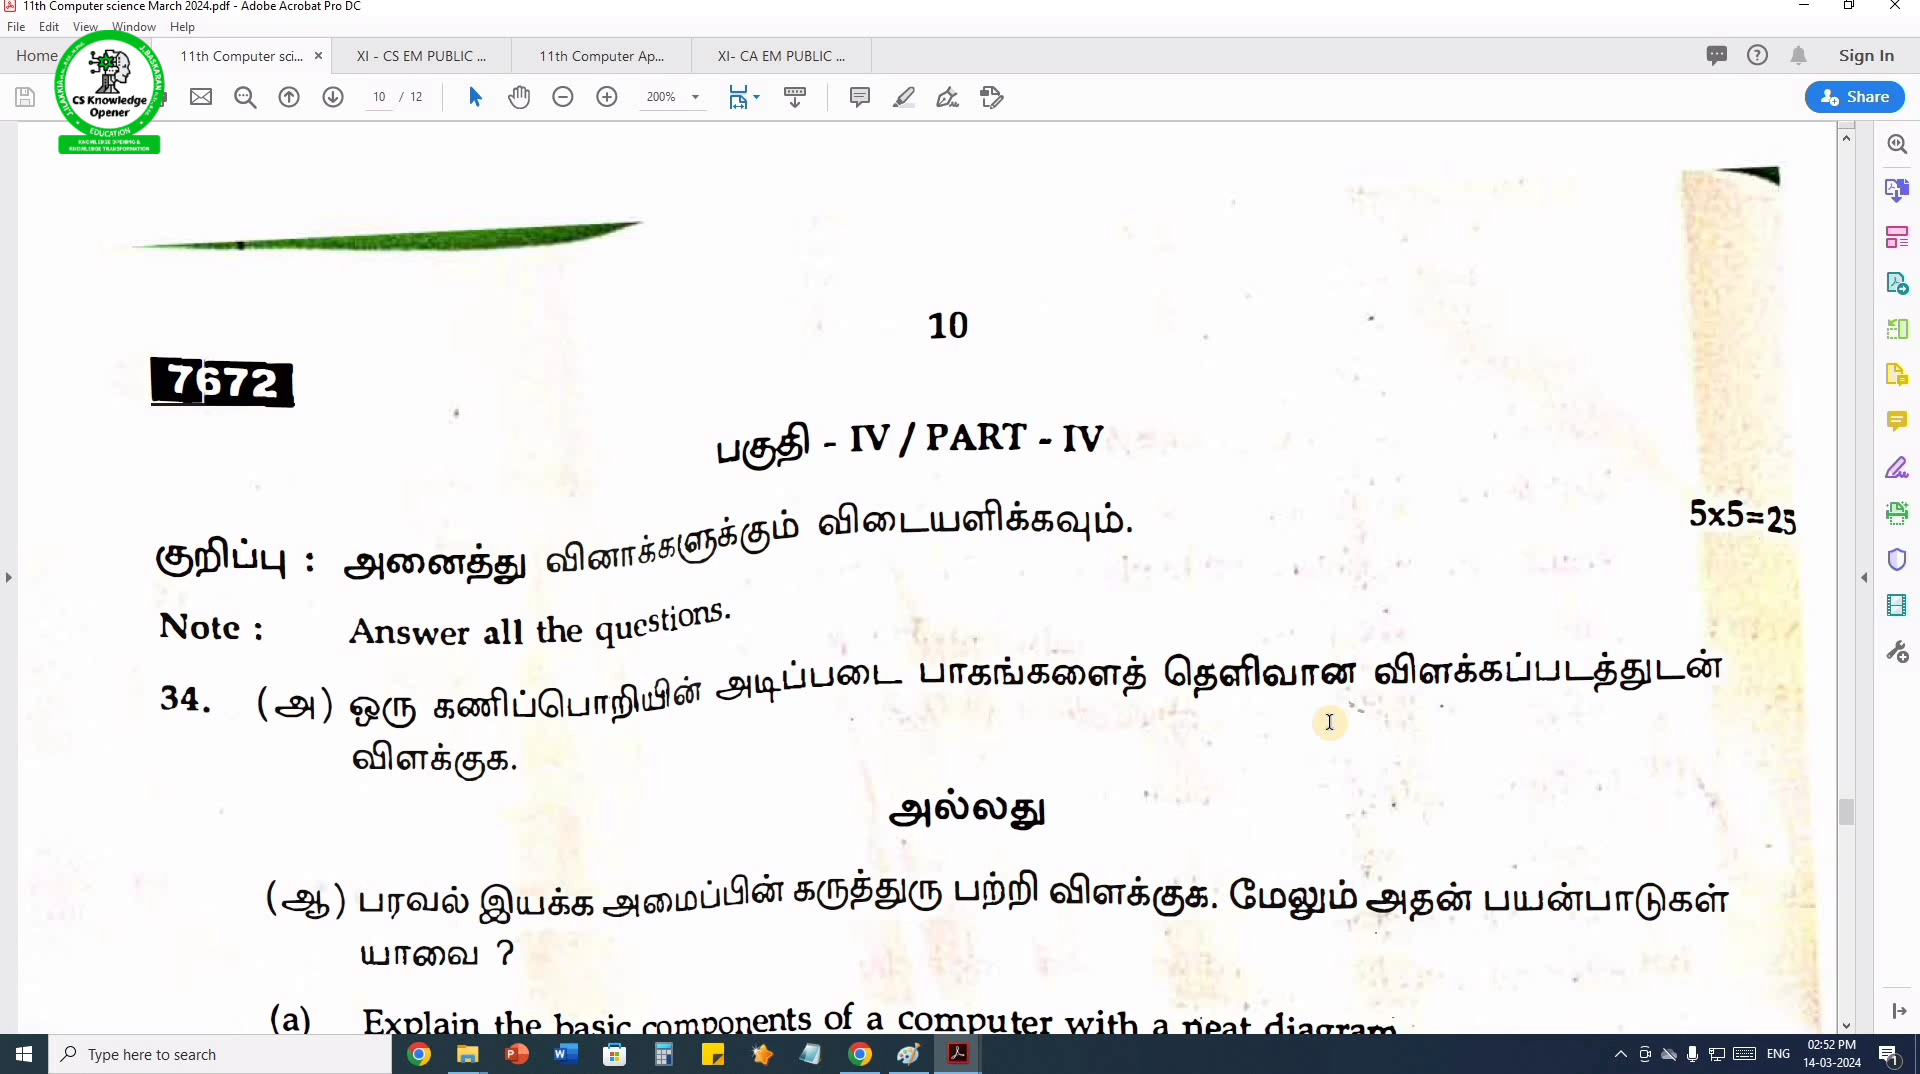 11th Computer science March 2024.pdf - Adobe Acrobat Pro DC
File Edit View Window Help
Home 11th Computer sci... × XI - CS EM PUBLIC ... 11th Computer Ap... XI- CA EM PUBLIC ... Sign In
10 / 12 200% Share
CS Knowledge
Opener
EDUCATION
KNOWLEDGE OPENING &
KNOWLEDGE TRANSFORMATION
10
7672
பகுதி - IV / PART - IV
குறிப்பு : அனைத்து வினாக்களுக்கும் விடையளிக்கவும். 5x5=25
Note : Answer all the questions.
34. (அ) ஒரு கணிப்பொறியின் அடிப்படை பாகங்களைத் தெளிவான விளக்கப்படத்துடன்
விளக்குக.
அல்லது
(ஆ) பரவல் இயக்க அமைப்பின் கருத்துரு பற்றி விளக்குக. மேலும் அதன் பயன்பாடுகள்
யாவை ?
(a) Explain the basic components of a computer with a neat diagram.
Type here to search
ENG
02:52 PM
14-03-2024
1